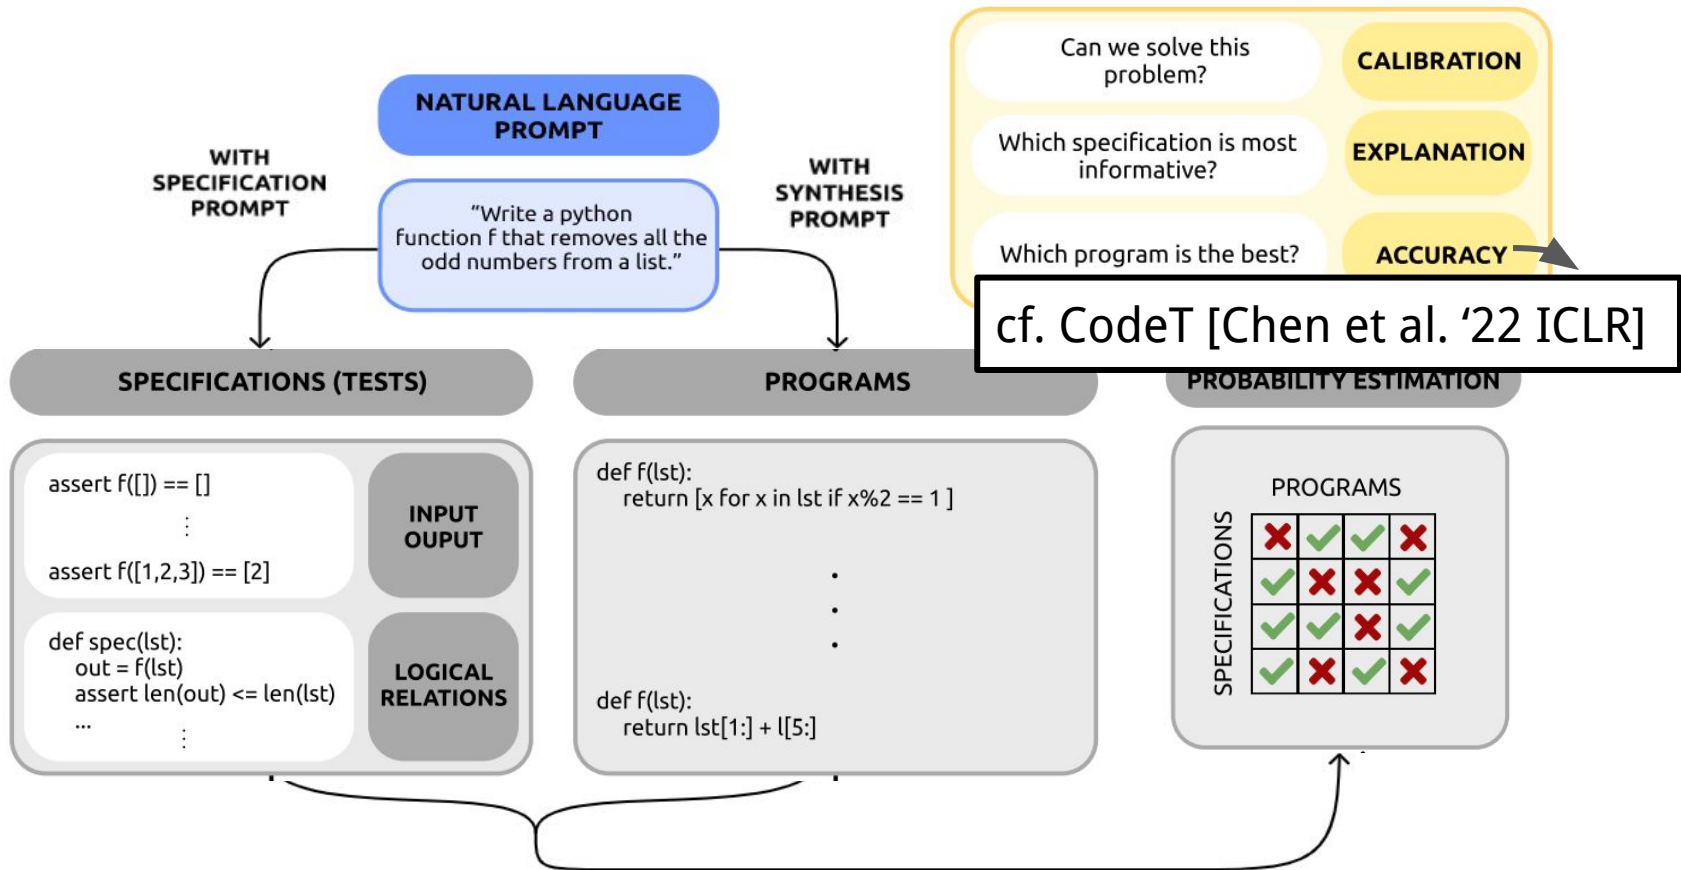 NATURAL LANGUAGE
PROMPT
WITH
SPECIFICATION
PROMPT
“Write a python
function f that removes all the
odd numbers from a list.”
WITH
SYNTHESIS
PROMPT
Can we solve this
problem?
CALIBRATION
Which specification is most
informative?
EXPLANATION
Which program is the best?
ACCURACY
cf. CodeT [Chen et al. ‘22 ICLR]
SPECIFICATIONS (TESTS)
assert f([]) == []
⋮
assert f([1,2,3]) == [2]
INPUT
OUPUT
def spec(lst):
out = f(lst)
assert len(out) <= len(lst)
...
⋮
LOGICAL
RELATIONS
PROGRAMS
def f(lst):
return [x for x in lst if x%2 == 1 ]
.
.
.
def f(lst):
return lst[1:] + l[5:]
PROBABILITY ESTIMATION
PROGRAMS
SPECIFICATIONS